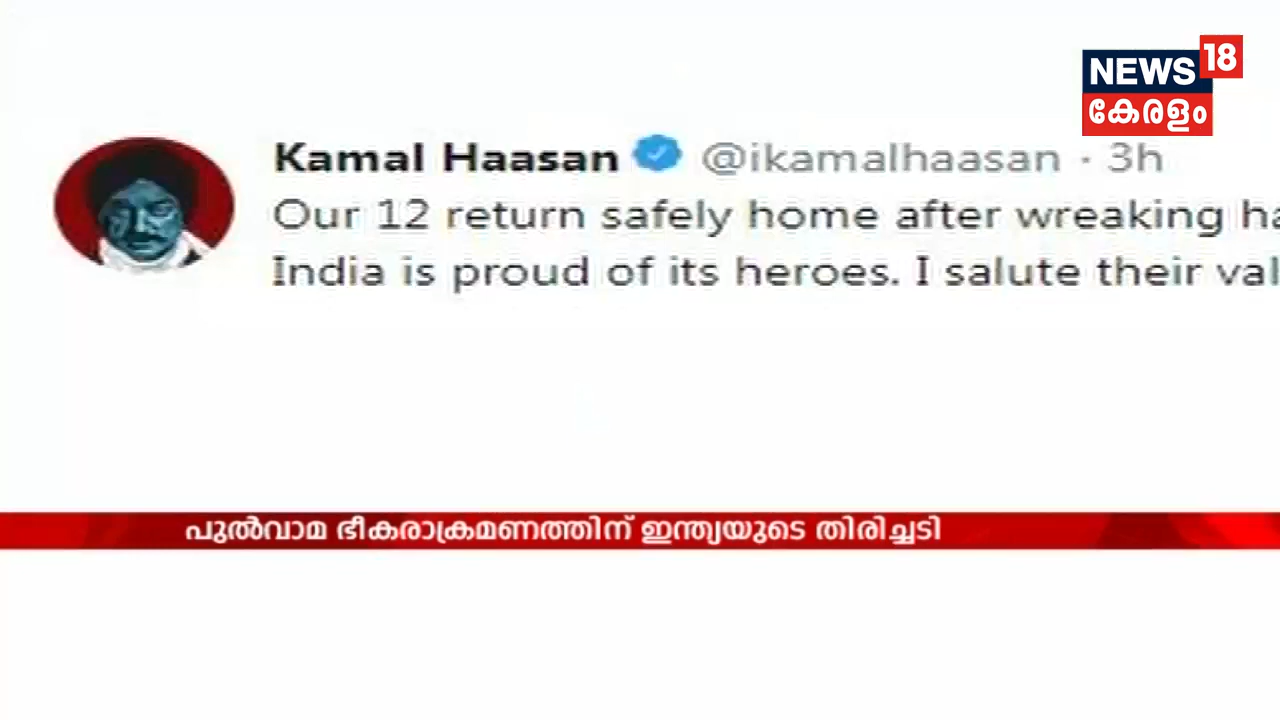 NEWS 18
കേരളം
Kamal Haasan @ikamalhaasan · 3h
Our 12 return safely home after wreaking
India is proud of its heroes. I salute their
പുൽവാമ ഭീകരാക്രമണത്തിന് ഇന്ത്യയുടെ തിരിച്ചടി